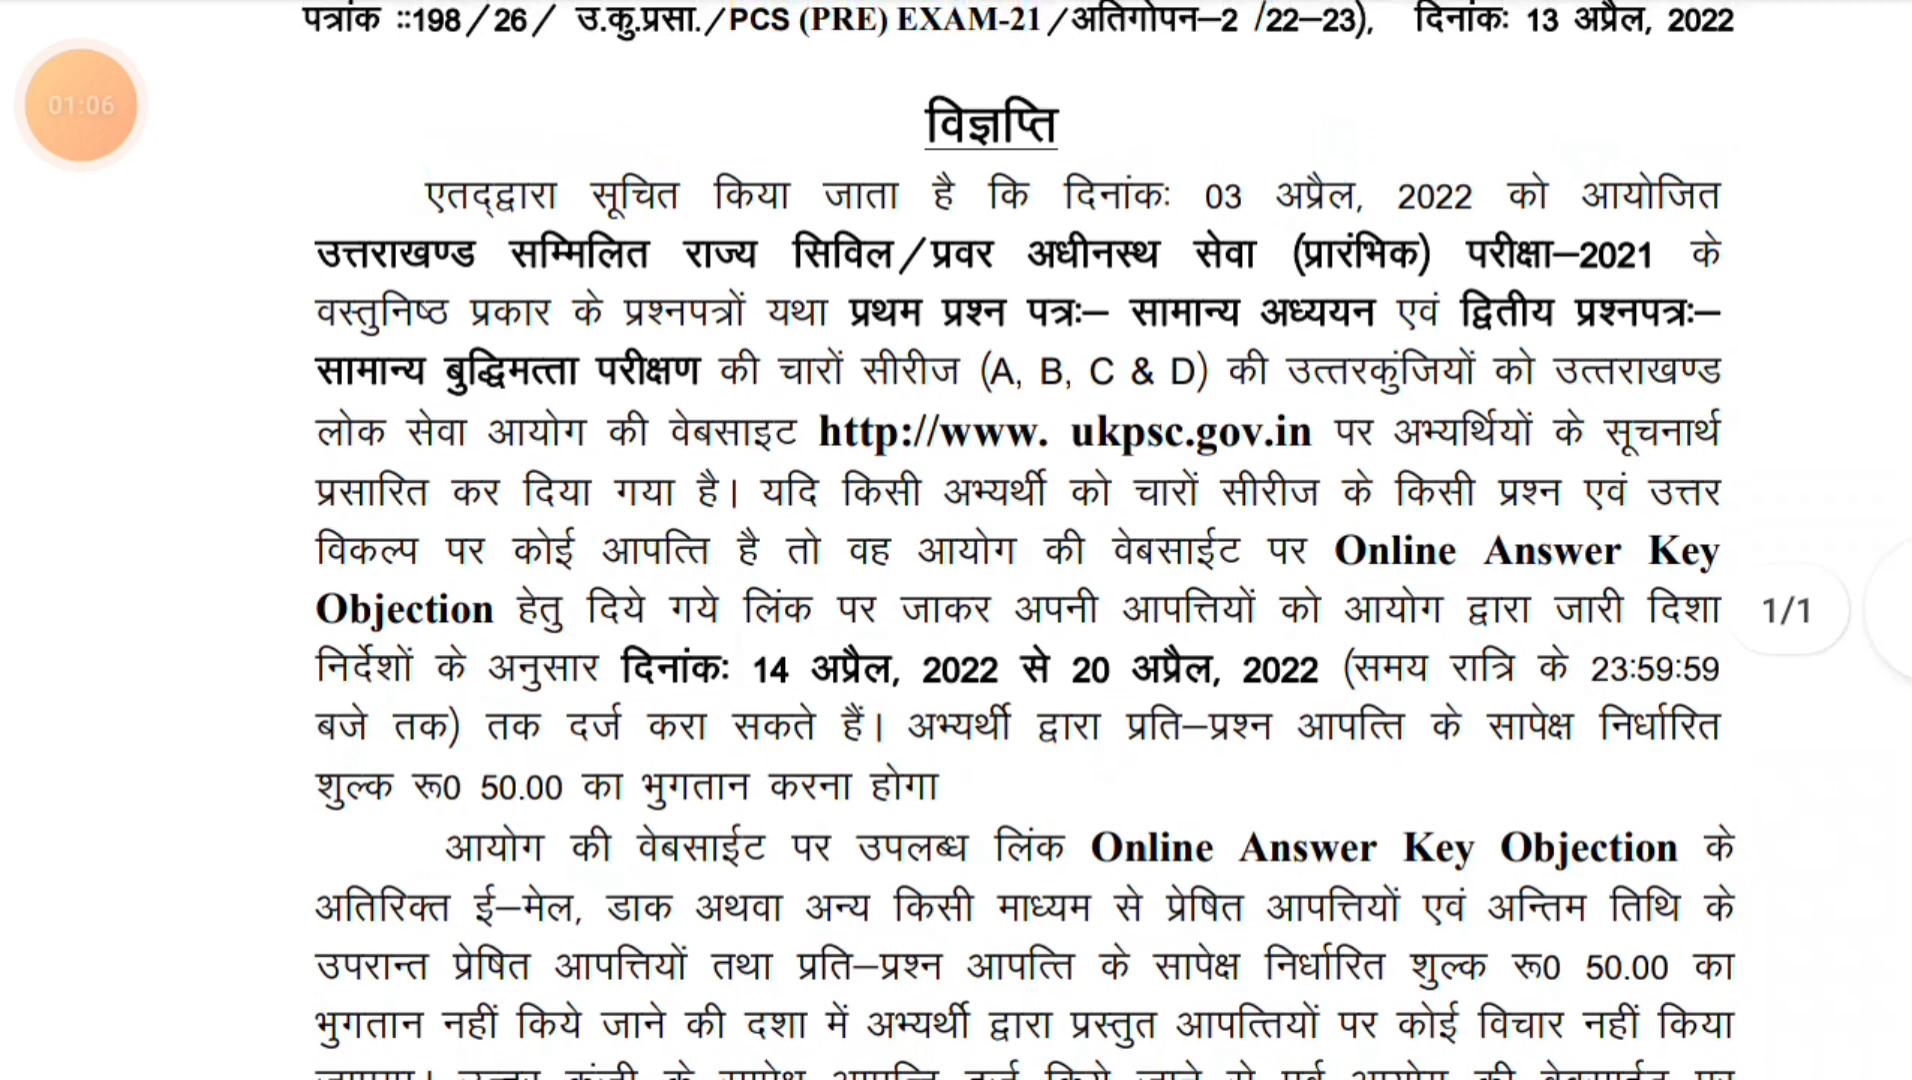 पत्रांक ::198/26/ उ.कु.प्रसा./PCS (PRE) EXAM-21/अतिगोपन–2 /22–23), दिनांकः 13 अप्रैल, 2022
01:06
विज्ञप्ति
एतद्द्वारा सूचित किया जाता है कि दिनांकः 03 अप्रैल, 2022 को आयोजित
उत्तराखण्ड सम्मिलित राज्य सिविल/प्रवर अधीनस्थ सेवा (प्रारंभिक) परीक्षा–2021 के
वस्तुनिष्ठ प्रकार के प्रश्नपत्रों यथा प्रथम प्रश्न पत्रः– सामान्य अध्ययन एवं द्वितीय प्रश्नपत्रः–
सामान्य बुद्धिमत्ता परीक्षण की चारों सीरीज (A, B, C & D) की उत्तरकुंजियों को उत्तराखण्ड
लोक सेवा आयोग की वेबसाइट http://www. ukpsc.gov.in पर अभ्यर्थियों के सूचनार्थ
प्रसारित कर दिया गया है। यदि किसी अभ्यर्थी को चारों सीरीज के किसी प्रश्न एवं उत्तर
विकल्प पर कोई आपत्ति है तो वह आयोग की वेबसाईट पर Online Answer Key
Objection हेतु दिये गये लिंक पर जाकर अपनी आपत्तियों को आयोग द्वारा जारी दिशा
1/1
निर्देशों के अनुसार दिनांकः 14 अप्रैल, 2022 से 20 अप्रैल, 2022 (समय रात्रि के 23:59:59
बजे तक) तक दर्ज करा सकते हैं। अभ्यर्थी द्वारा प्रति–प्रश्न आपत्ति के सापेक्ष निर्धारित
शुल्क रू0 50.00 का भुगतान करना होगा
आयोग की वेबसाईट पर उपलब्ध लिंक Online Answer Key Objection के
अतिरिक्त ई–मेल, डाक अथवा अन्य किसी माध्यम से प्रेषित आपत्तियों एवं अन्तिम तिथि के
उपरान्त प्रेषित आपत्तियों तथा प्रति–प्रश्न आपत्ति के सापेक्ष निर्धारित शुल्क रू0 50.00 का
भुगतान नहीं किये जाने की दशा में अभ्यर्थी द्वारा प्रस्तुत आपत्तियों पर कोई विचार नहीं किया